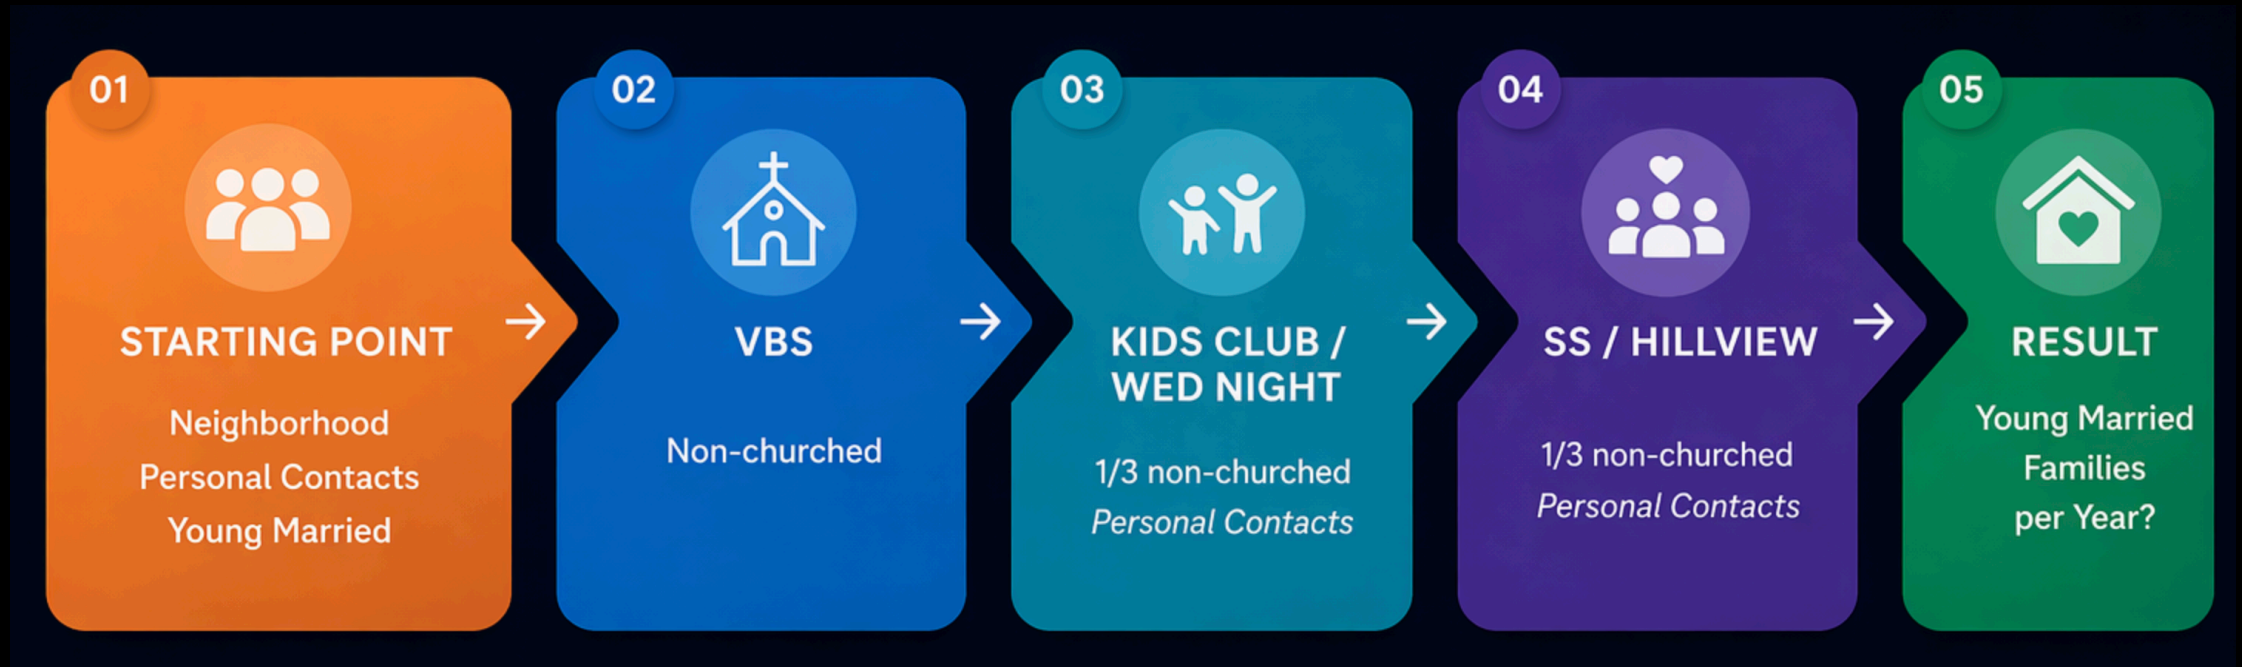 01
STARTING POINT
Neighborhood
Personal Contacts
Young Married
02
VBS
Non-churched
03
KIDS CLUB /
WED NIGHT
1/3 non-churched
Personal Contacts
04
SS / HILLVIEW
1/3 non-churched
Personal Contacts
05
RESULT
Young Married
Families
per Year?